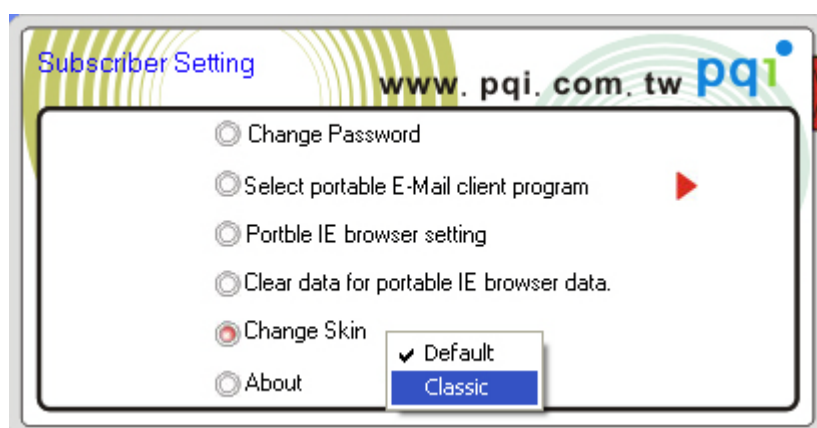 Subscriber Setting
www. pqi. com. tw pqi
Change Password
Select portable E-Mail client program
Portble IE browser setting
Clear data for portable IE browser data.
Change Skin
Default
About
Classic